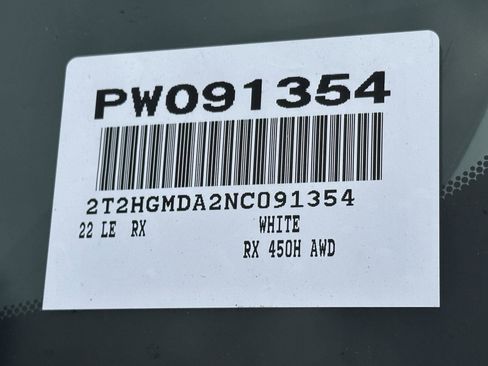 PW091354
2T2HGMDA2NC091354
22 LE RX WHITE
RX 450H AWD